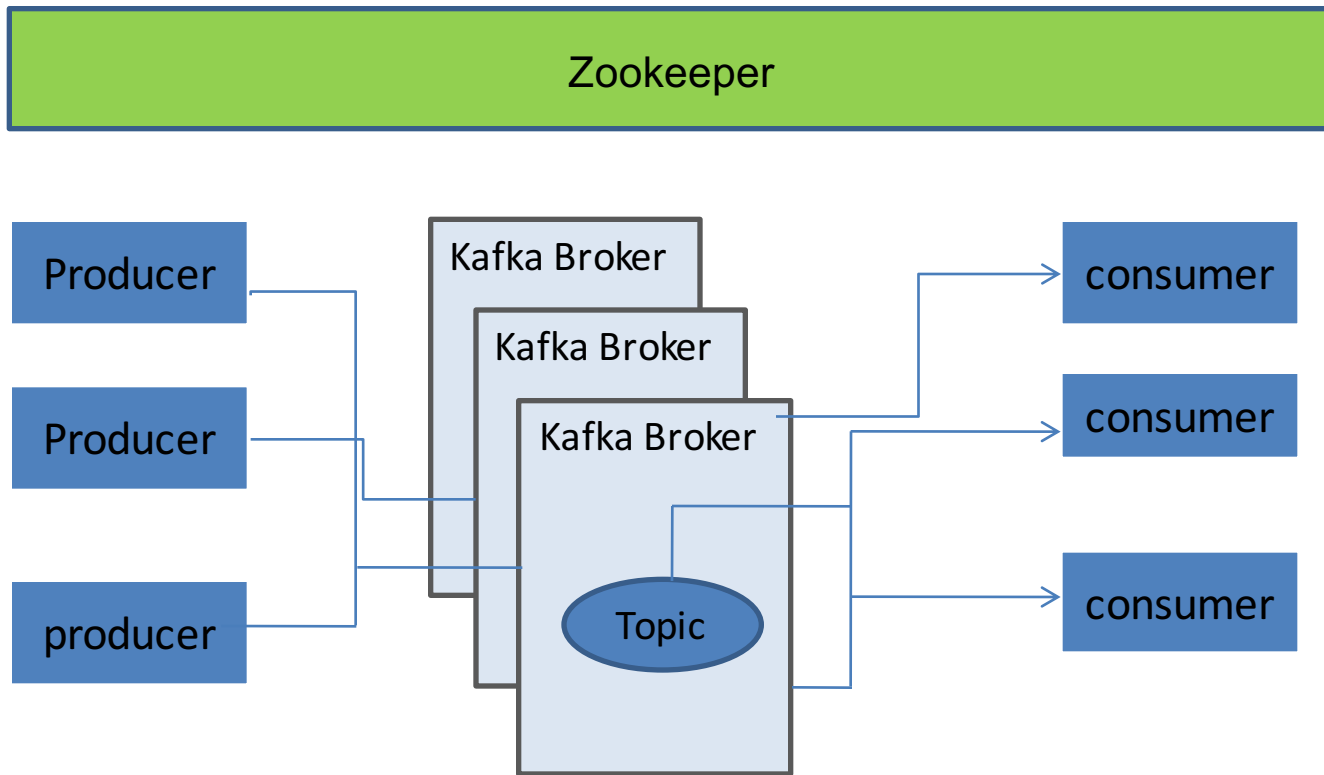 Zookeeper
Producer
Kafka Broker
consumer
Kafka Broker
Producer
Kafka Broker
consumer
producer
Topic
consumer